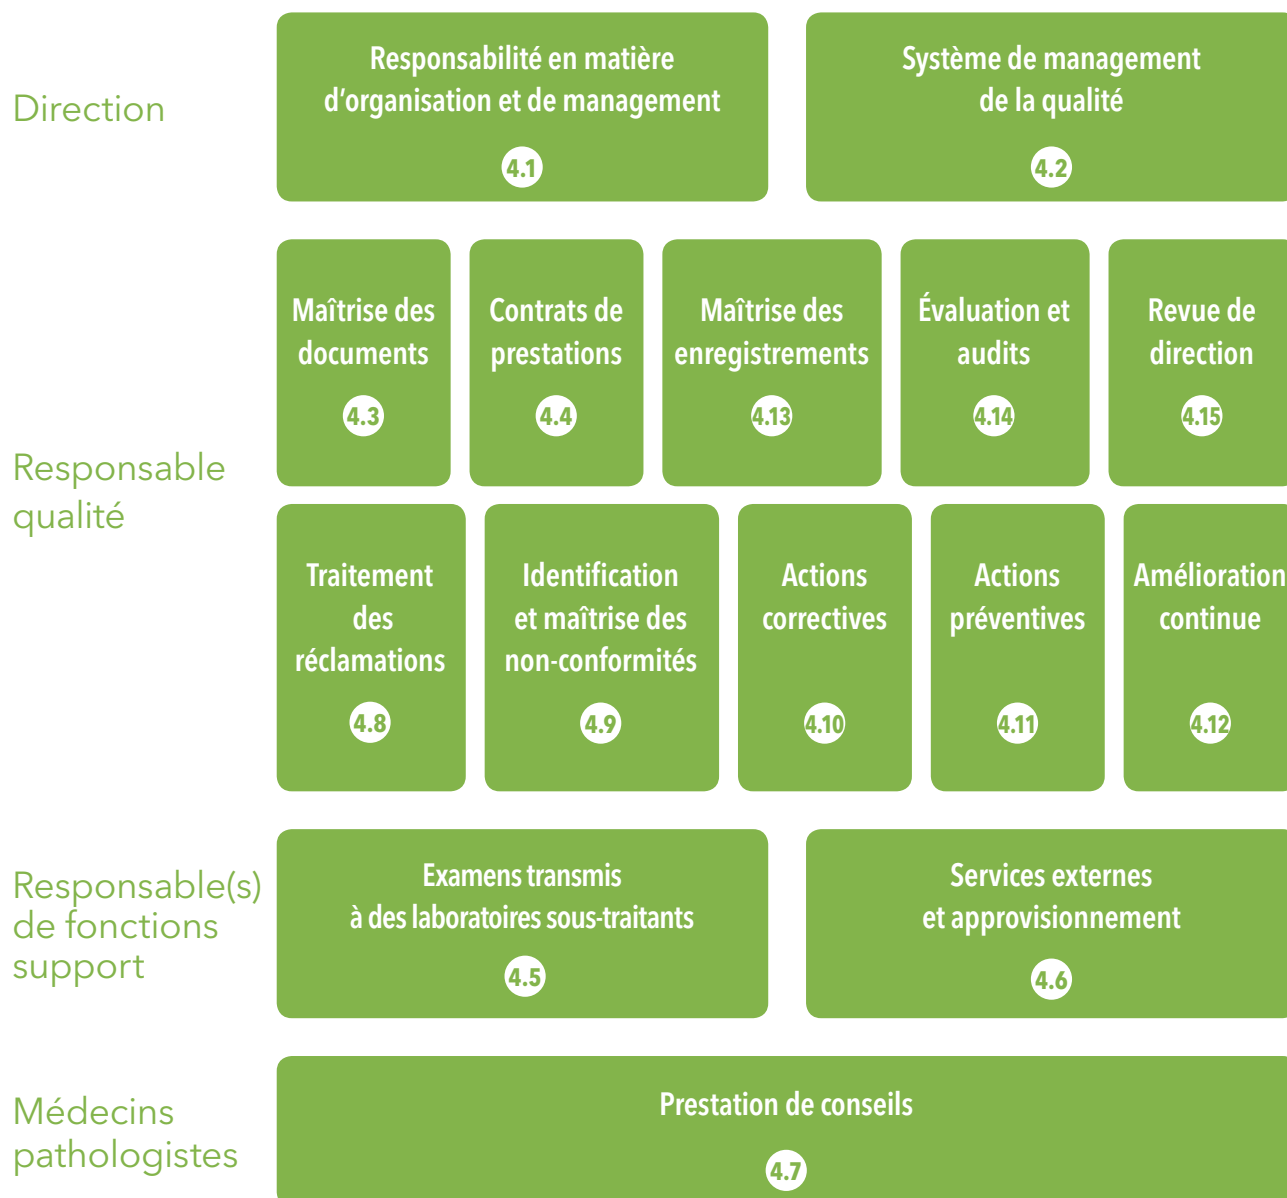 Direction
Responsabilité en matière
d'organisation et de management
4.1
Système de management
de la qualité
4.2
Responsable
qualité
Maîtrise des
documents
4.3
Contrats de
prestations
4.4
Maîtrise des
enregistrements
4.13
Évaluation et
audits
4.14
Revue de
direction
4.15
Traitement
des
réclamations
4.8
Identification
et maîtrise des
non-conformités
4.9
Actions
correctives
4.10
Actions
préventives
4.11
Amélioration
continue
4.12
Responsable(s)
de fonctions
support
Examens transmis
à des laboratoires sous-traitants
4.5
Services externes
et approvisionnement
4.6
Médecins
pathologistes
Prestation de conseils
4.7